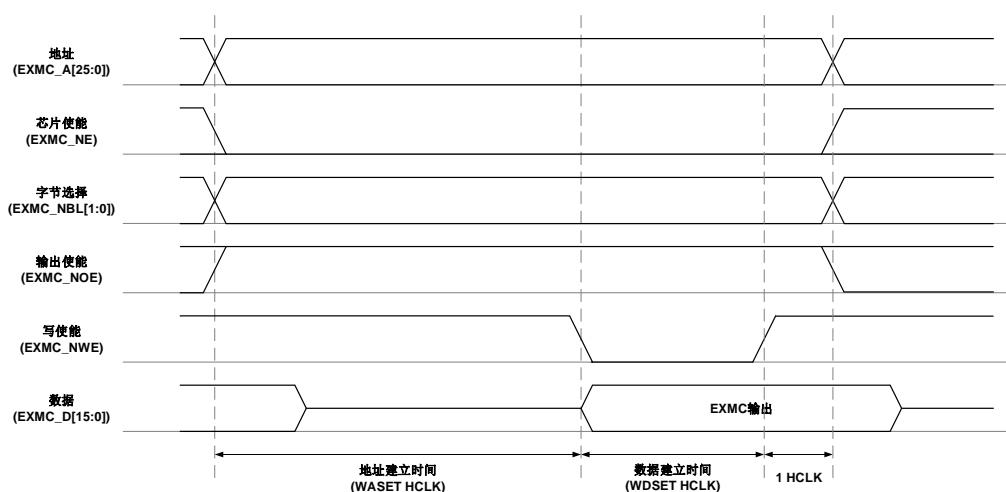 地址
(EXMC_A[25:0])
芯片使能
(EXMC_NE)
字节选择
(EXMC_NBL[1:0])
输出使能
(EXMC_NOE)
写使能
(EXMC_NWE)
数据
(EXMC_D[15:0])
EXMC输出
地址建立时间
(WASET HCLK)
数据建立时间
(WDSET HCLK)
1 HCLK